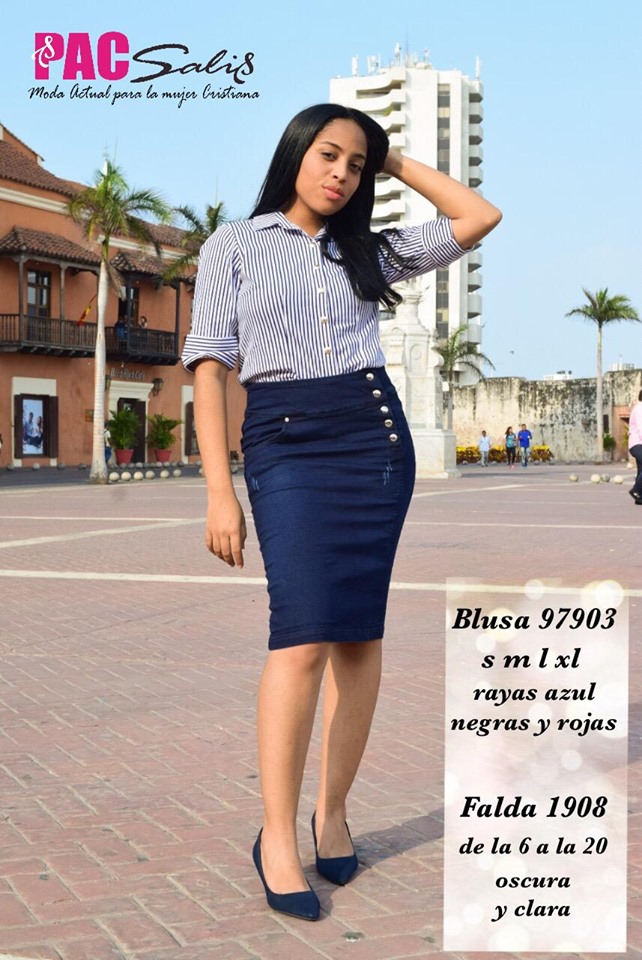 PAC Salis
Moda Actual para la mujer Cristiana
Blusa 97903
s m l xl
rayas azul
negras y rojas
Falda 1908
de la 6 a la 20
oscura
y clara